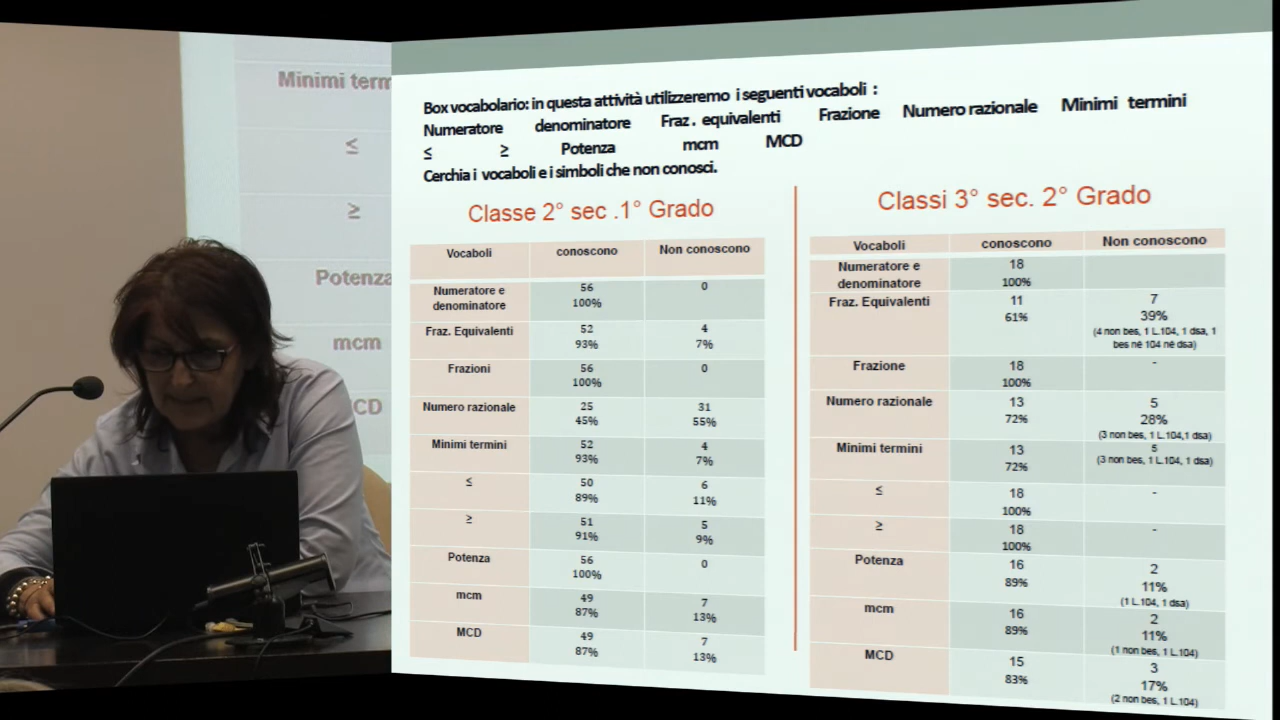 Minimi term
≤
≥
Potenza
mcm
CD
Box vocabolario: in questa attività utilizzeremo i seguenti vocaboli :
Numeratore denominatore Fraz . equivalenti Frazione Numero razionale Minimi termini
≤ ≥ Potenza mcm MCD
Cerchia i vocaboli e i simboli che non conosci.
Classe 2° sec .1° Grado
Vocaboli conoscono Non conoscono
Numeratore e denominatore 56 0
100%
Fraz. Equivalenti 52 4
93% 7%
Frazioni 56 0
100%
Numero razionale 25 31
45% 55%
Minimi termini 52 4
93% 7%
≤ 50 6
89% 11%
≥ 51 5
91% 9%
Potenza 56 0
100%
mcm 49 7
87% 13%
MCD 49 7
87% 13%
Classi 3° sec. 2° Grado
Vocaboli conoscono Non conoscono
Numeratore e denominatore 18
100%
Fraz. Equivalenti 11 7
61% 39%
(4 non bes, 1 L.104, 1 dsa, 1
bes né 104 né dsa)
Frazione 18 -
100%
Numero razionale 13 5
72% 28%
(3 non bes, 1 L.104,1 dsa)
Minimi termini 13 5
72% (3 non bes, 1 L.104, 1 dsa)
≤ 18 -
100%
≥ 18 -
100%
Potenza 16 2
89% 11%
(1 L.104, 1 dsa)
mcm 16 2
89% 11%
(1 non bes, 1 L.104)
MCD 15 3
83% 17%
(2 non bes, 1 L.104)